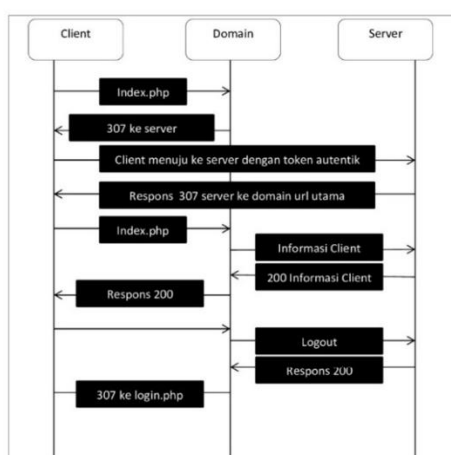 Client
Domain
Server
Index.php
307 ke server
Client menuju ke server dengan token autentik
Respons 307 server ke domain url utama
Index.php
Informasi Client
200 Informasi Client
Respons 200
Logout
Respons 200
307 ke login.php